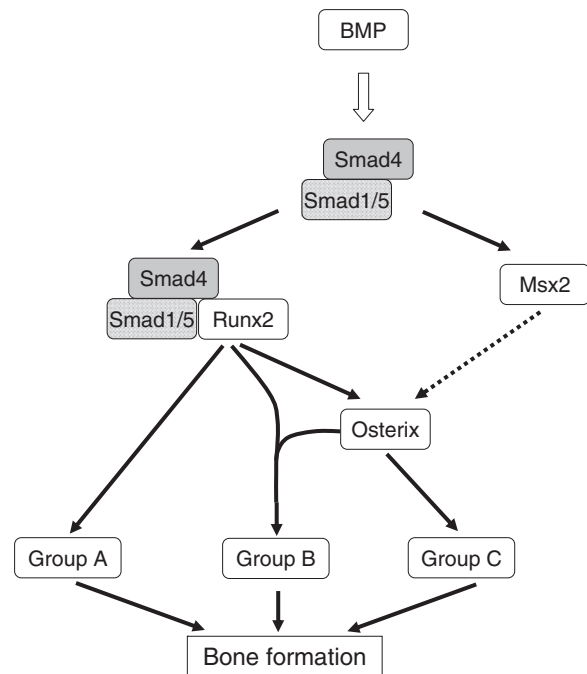 BMP
Smad4
Smad1/5
Smad4
Smad1/5 Runx2
Msx2
Osterix
Group A Group B Group C
Bone formation